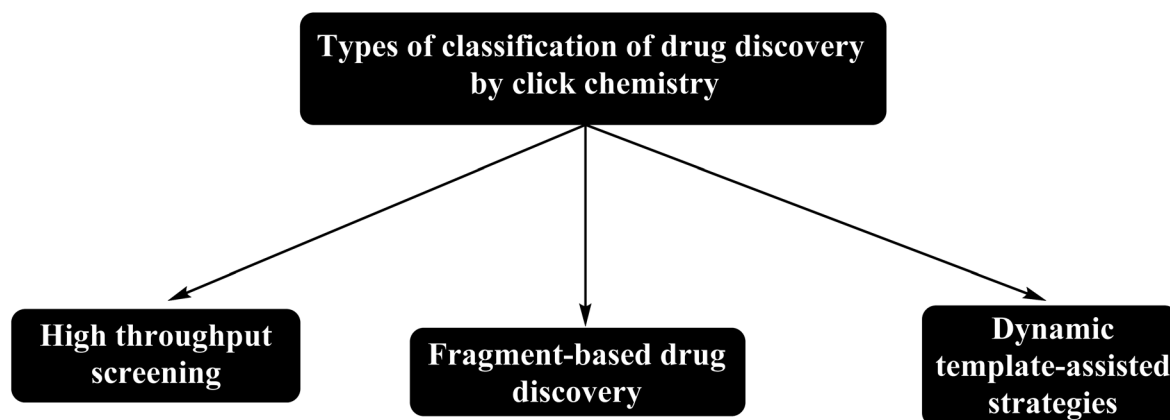 Types of classification of drug discovery
by click chemistry
High throughput
screening
Fragment-based drug
discovery
Dynamic
template-assisted
strategies